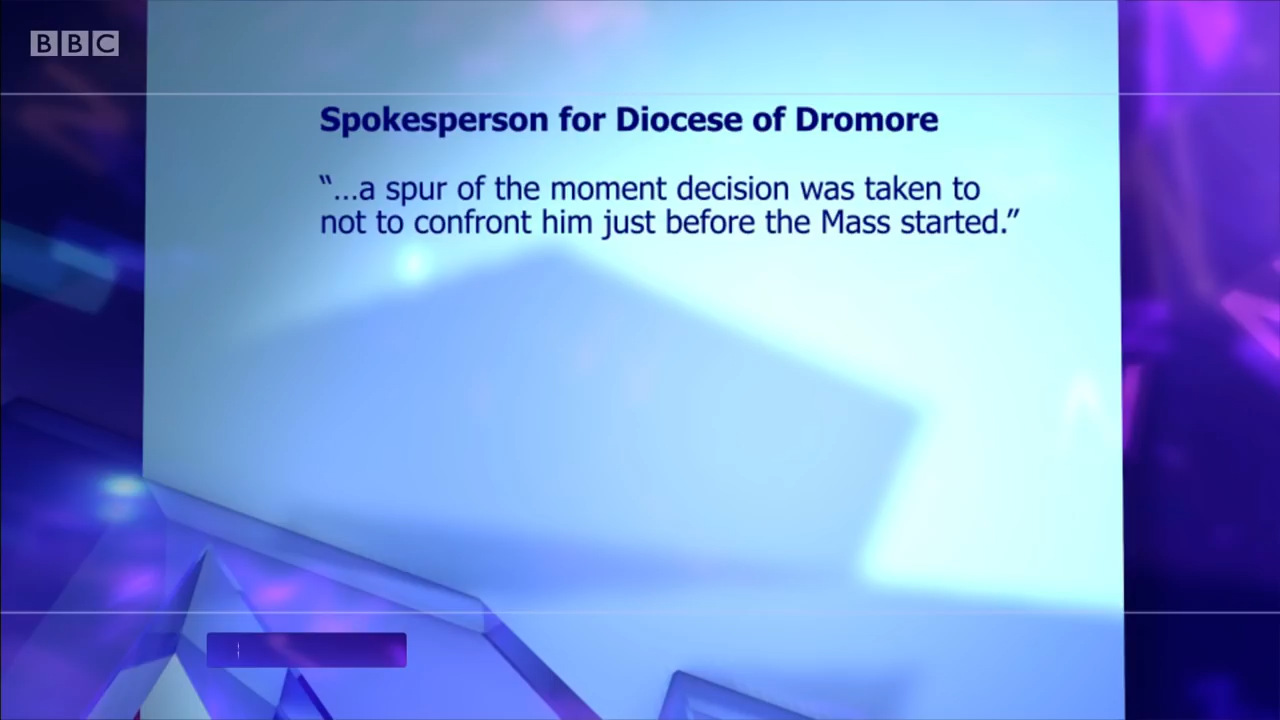 BBC
Spokesperson for Diocese of Dromore
“...a spur of the moment decision was taken to
not to confront him just before the Mass started.”